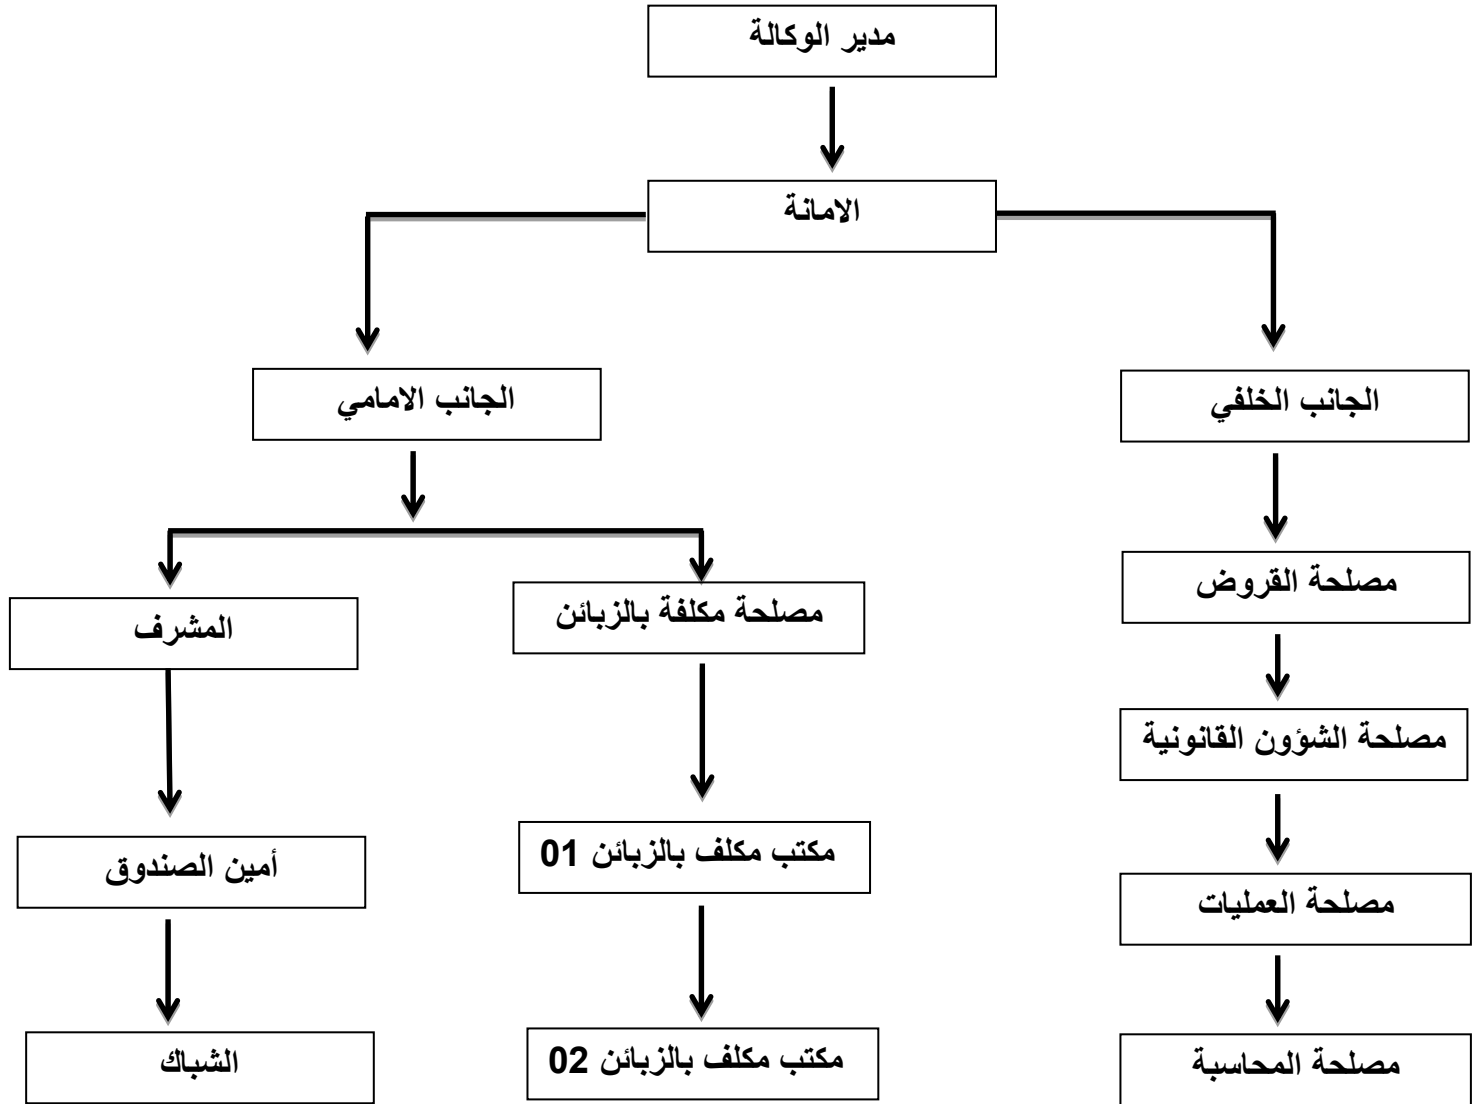 مدير الوكالة
الامانة
الجانب الخلفي
الجانب الامامي
مصلحة القروض
مصلحة مكلفة بالزبائن
المشرف
مصلحة الشؤون القانونية
مكتب مكلف بالزبائن 01
أمين الصندوق
مصلحة العمليات
مكتب مكلف بالزبائن 02
الشباك
مصلحة المحاسبة